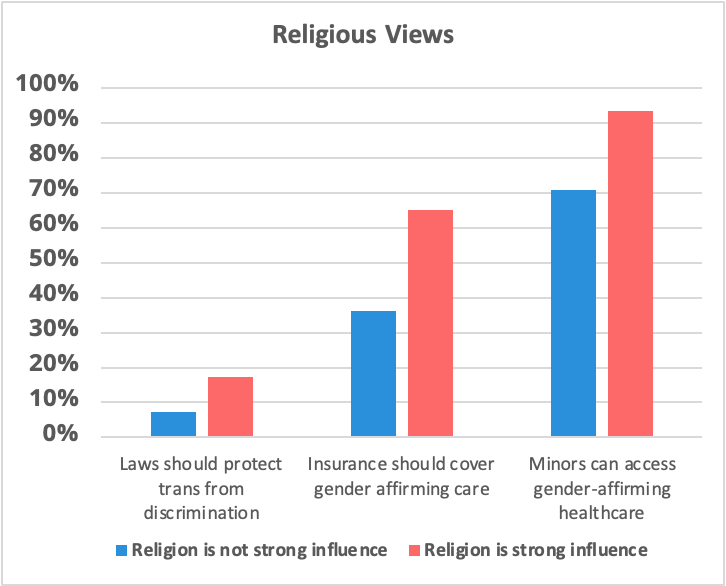 Religious Views
100%
90%
80%
70%
60%
50%
40%
30%
20%
10%
0%
Laws should protect
trans from
discrimination
Insurance should cover
gender affirming care
Minors can access
gender-affirming
healthcare
Religion is not strong influence
Religion is strong influence